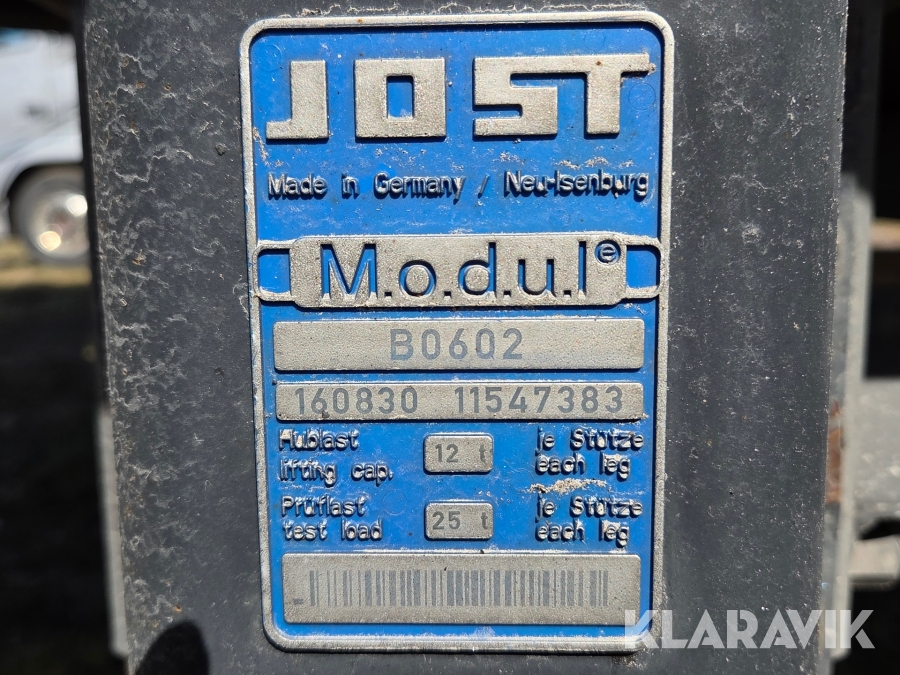 JOST
Made in Germany / Neu-Isenburg
M.o.d.u.l®
B0602
160830 11547383
Hublast 12 t je Stütze
lifting cap. each leg
Prüflast 25 t je Stütze
test load each leg
KLARAVIK